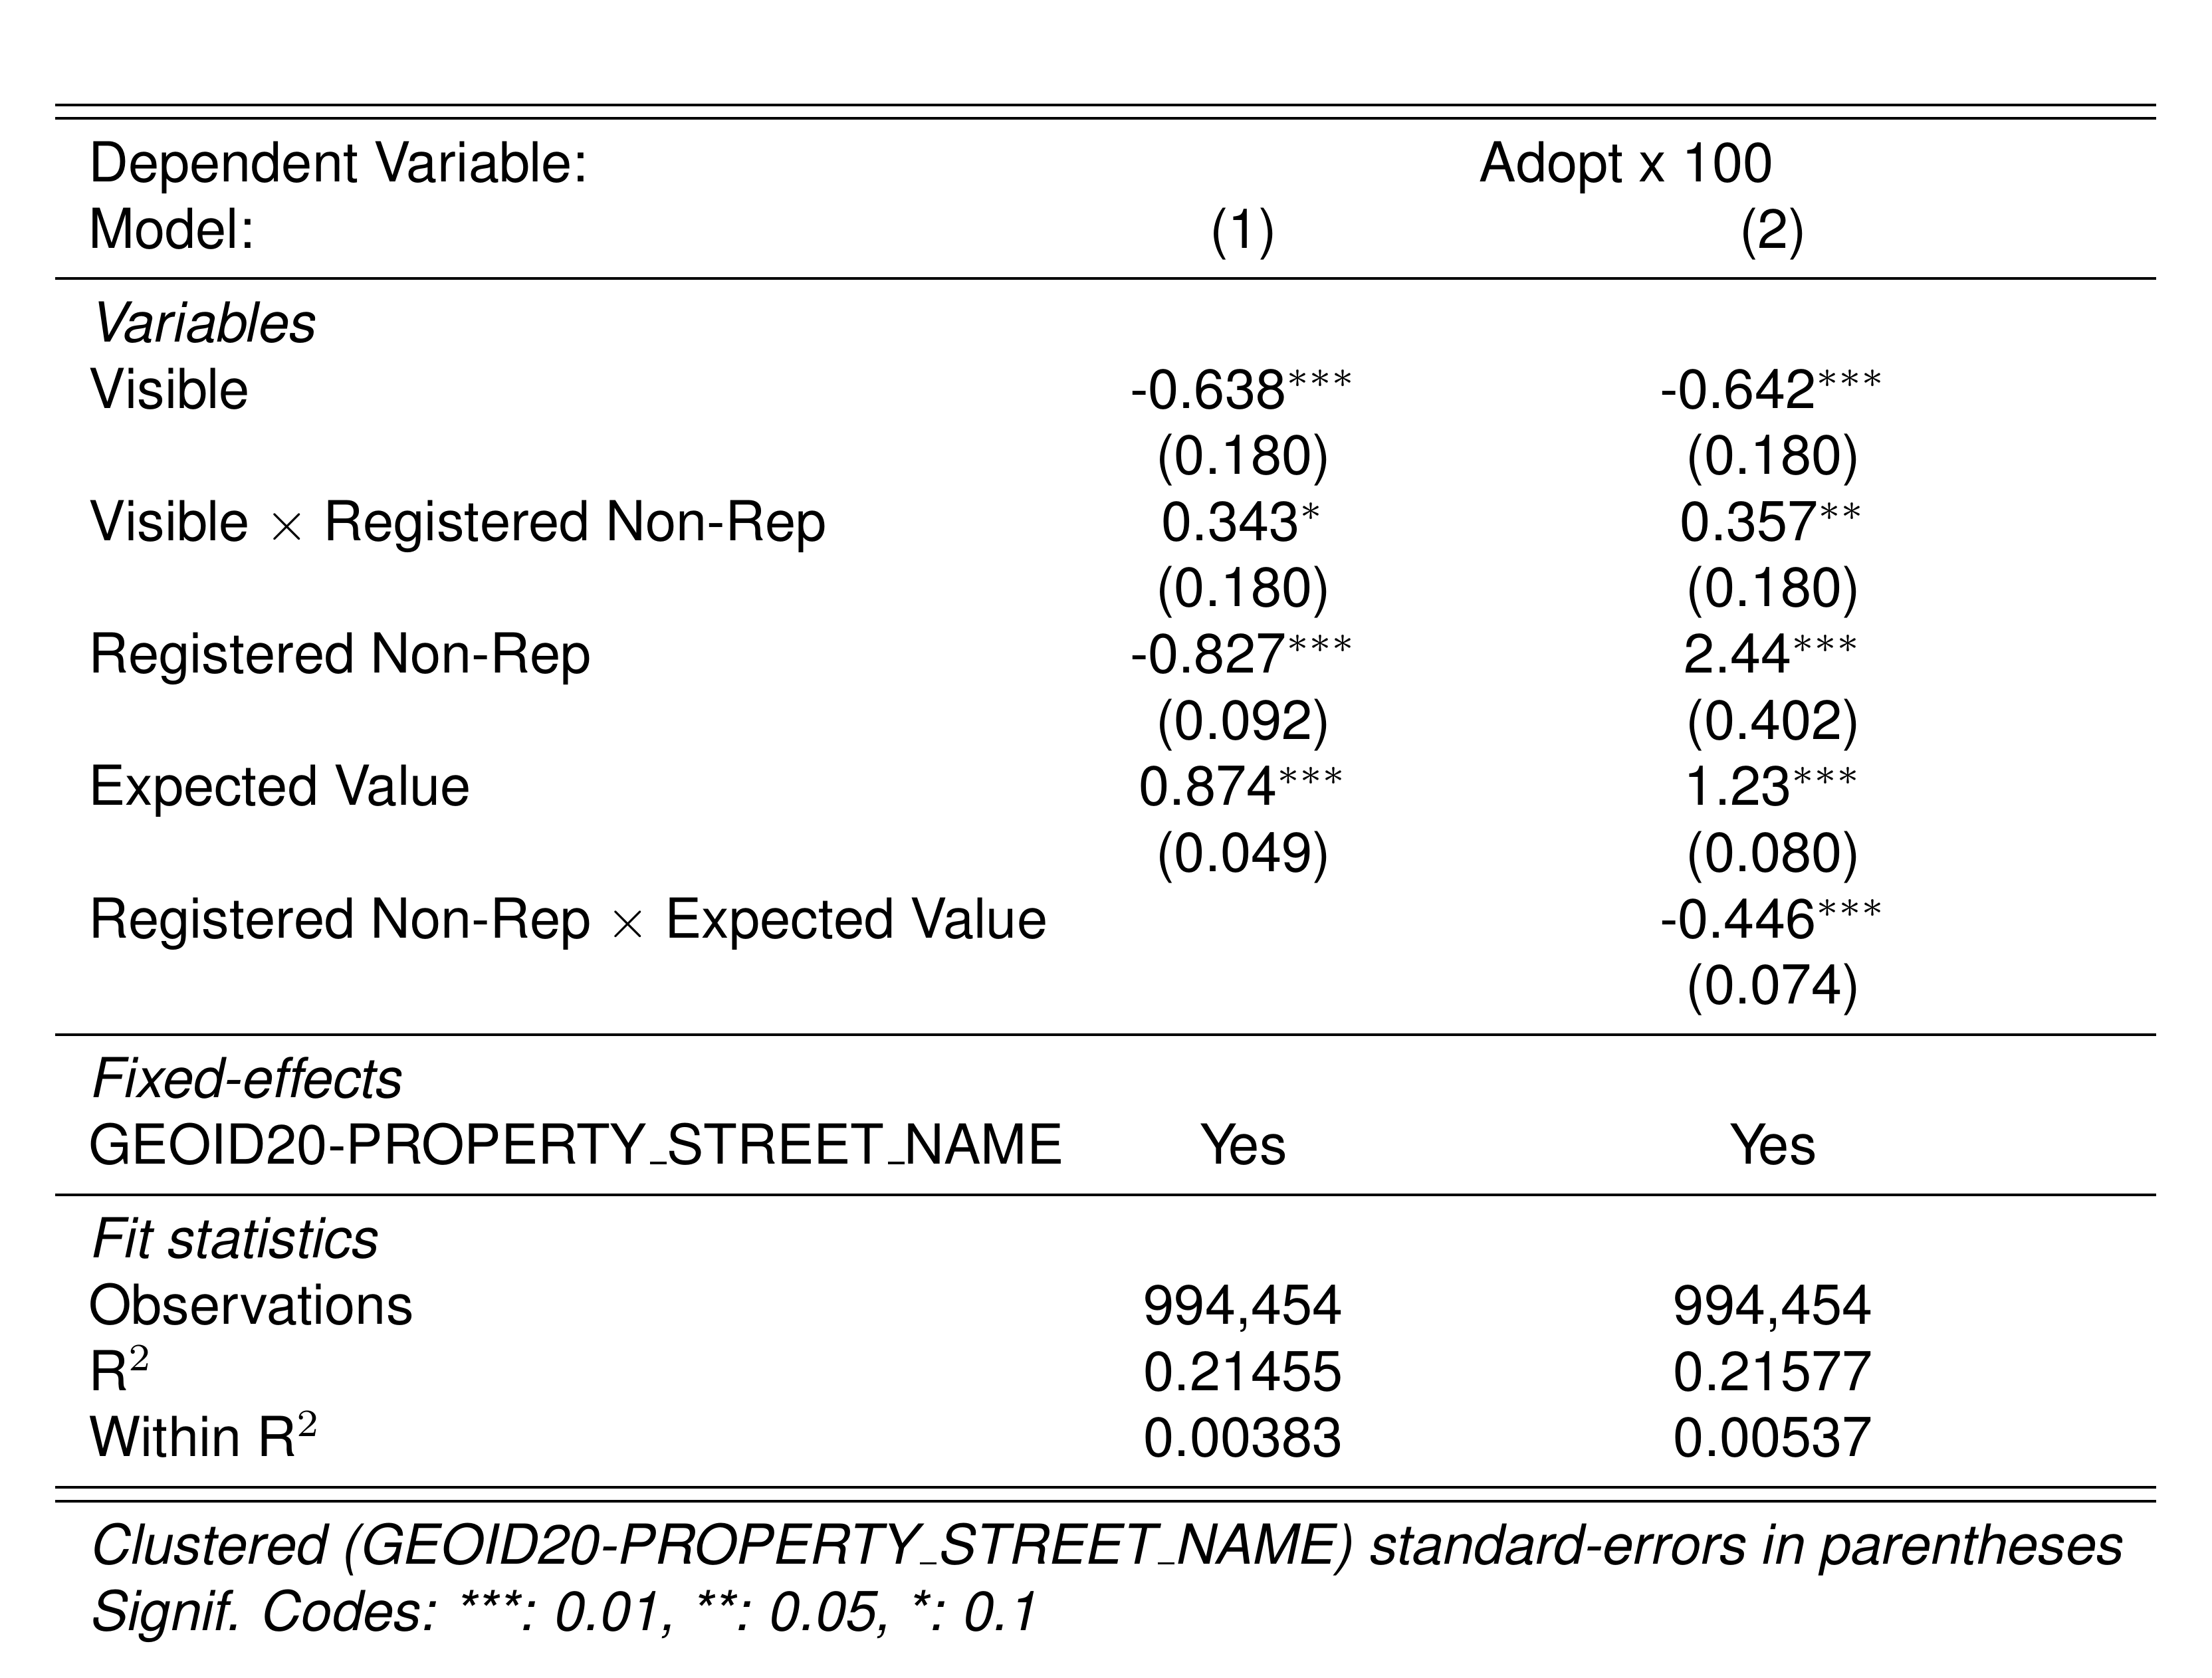 Dependent Variable: Adopt x 100
Model: (1) (2)
Variables
Visible -0.638*** -0.642***
(0.180) (0.180)
Visible × Registered Non-Rep 0.343* 0.357**
(0.180) (0.180)
Registered Non-Rep -0.827*** 2.44***
(0.092) (0.402)
Expected Value 0.874*** 1.23***
(0.049) (0.080)
Registered Non-Rep × Expected Value -0.446***
(0.074)
Fixed-effects
GEOID20-PROPERTY_STREET_NAME Yes Yes
Fit statistics
Observations 994,454 994,454
R² 0.21455 0.21577
Within R² 0.00383 0.00537
Clustered (GEOID20-PROPERTY_STREET_NAME) standard-errors in parentheses
Signif. Codes: ***: 0.01, **: 0.05, *: 0.1